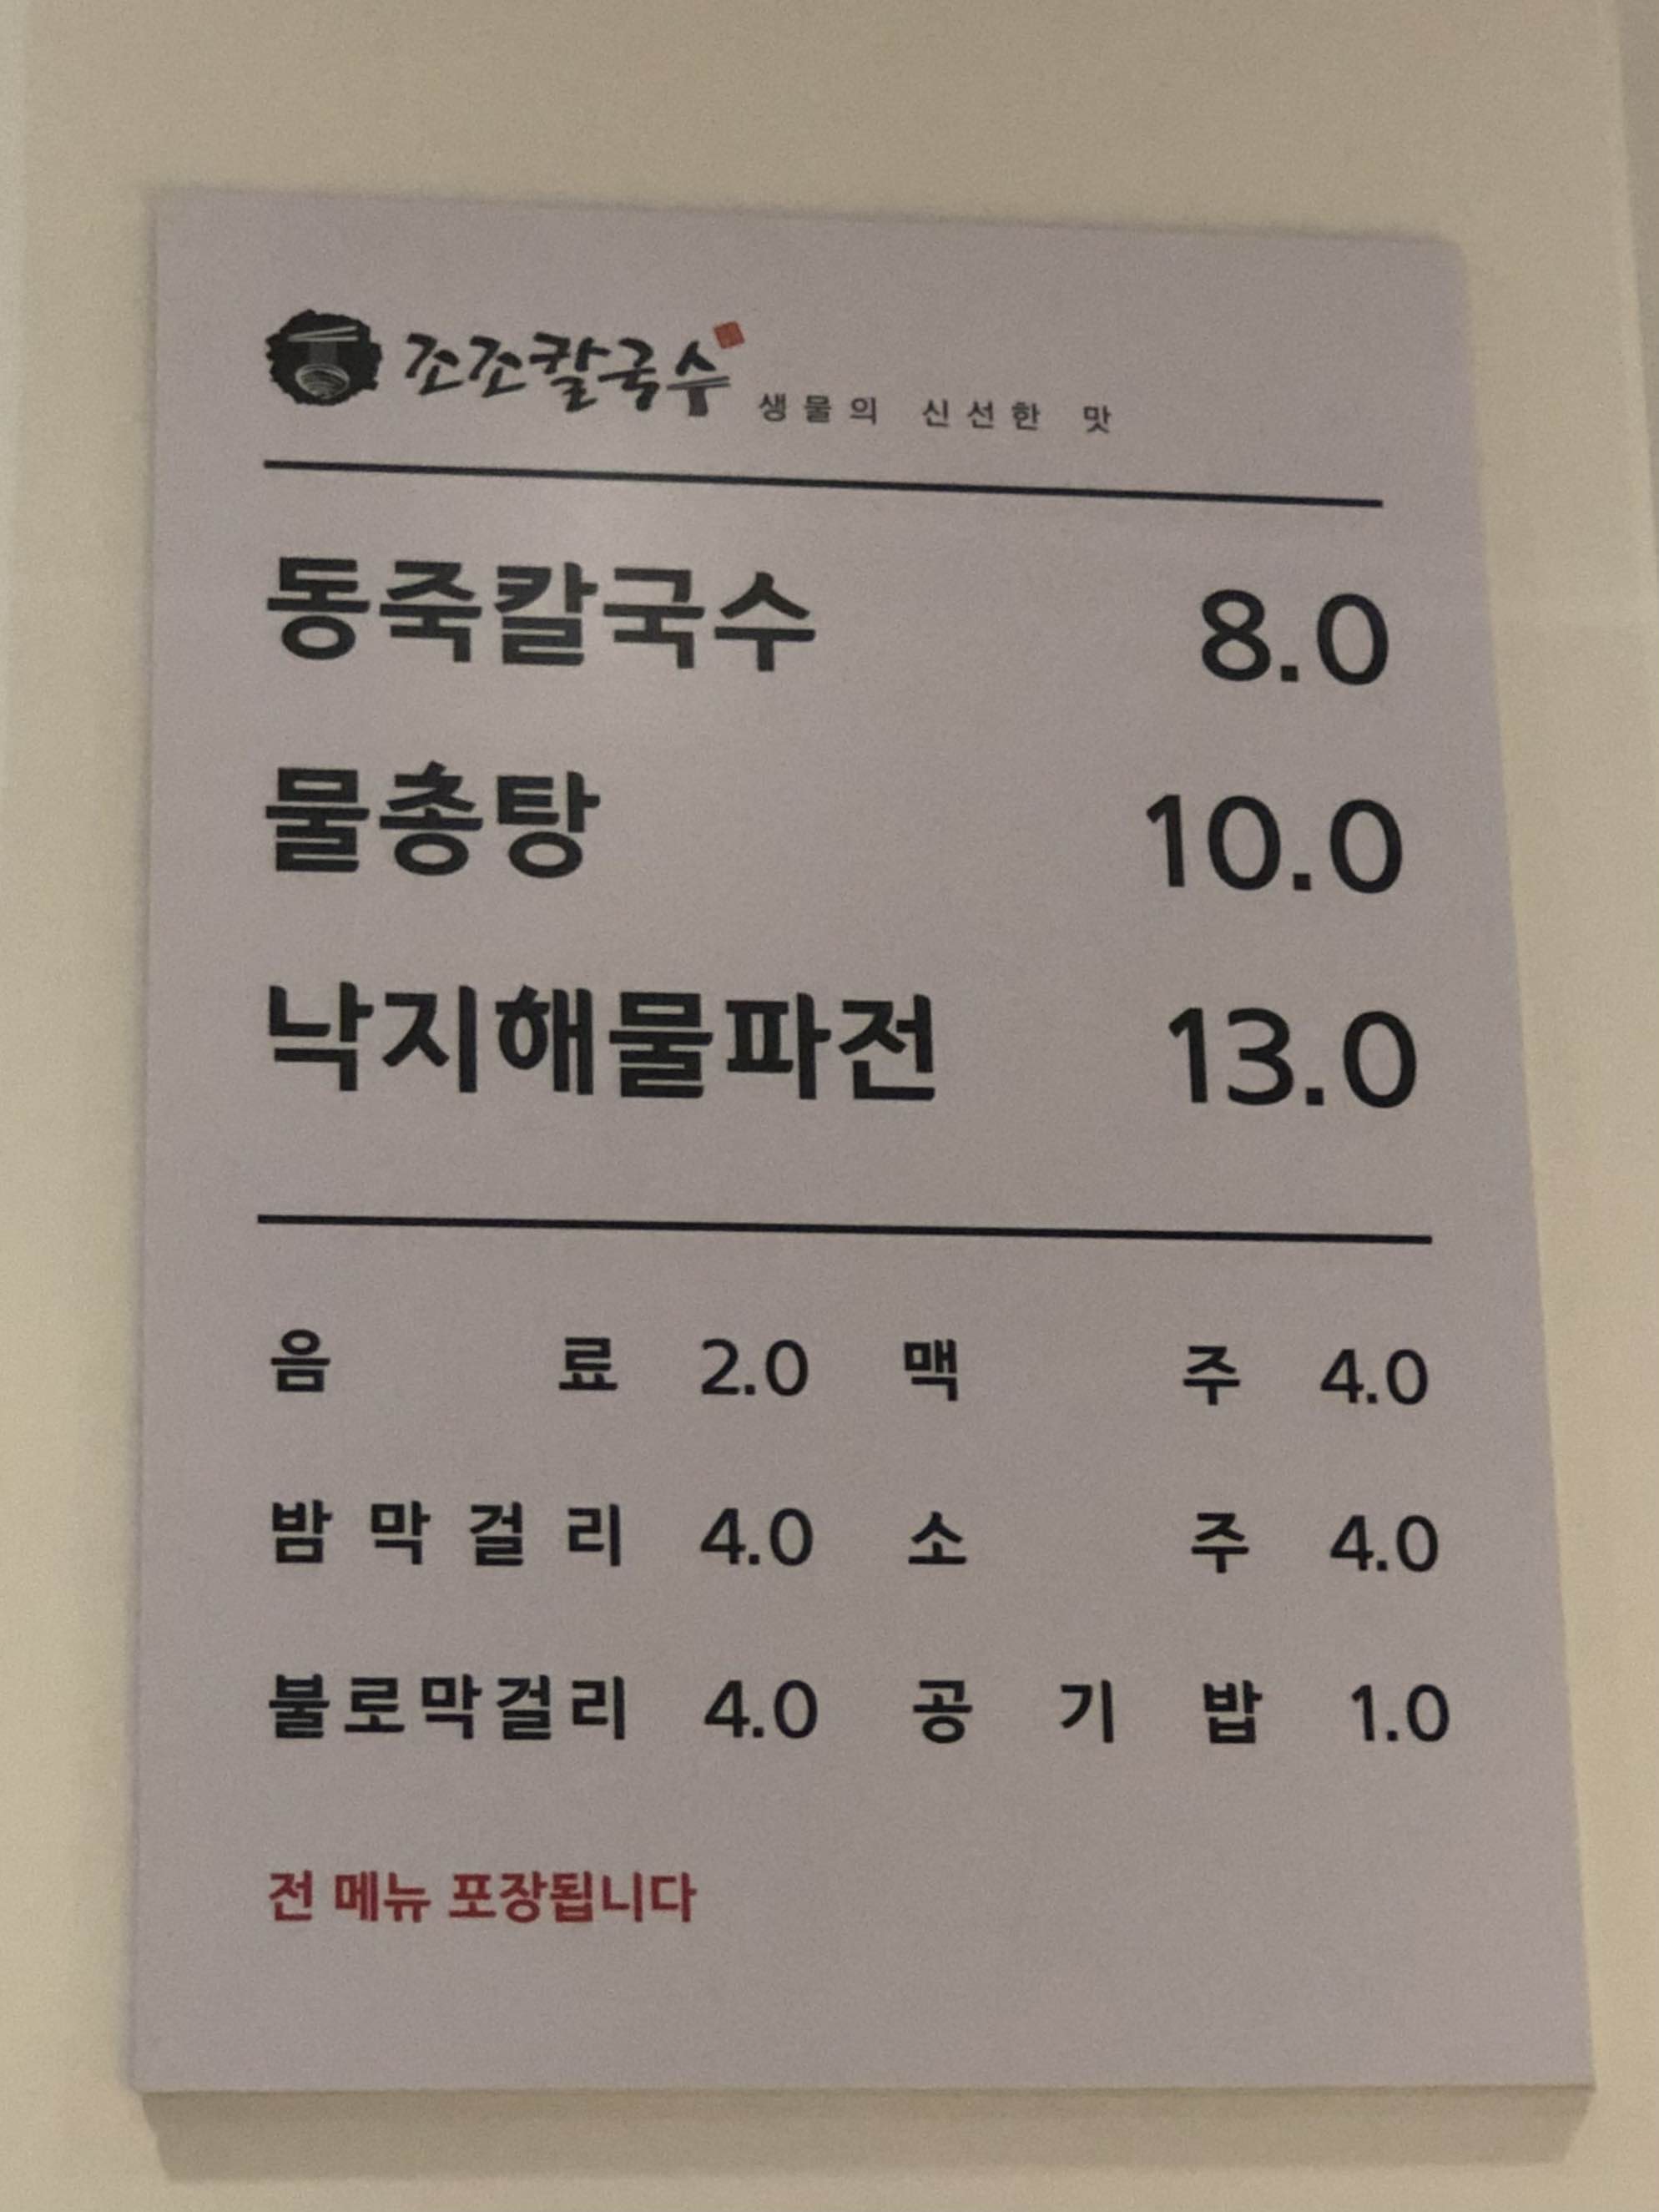 조조칼국수 생물의 신선한 맛
동죽칼국수 8.0
물총탕 10.0
낙지해물파전 13.0
음 료 2.0 맥 주 4.0
밤 막 걸 리 4.0 소 주 4.0
불로막걸리 4.0 공 기 밥 1.0
전 메뉴 포장됩니다